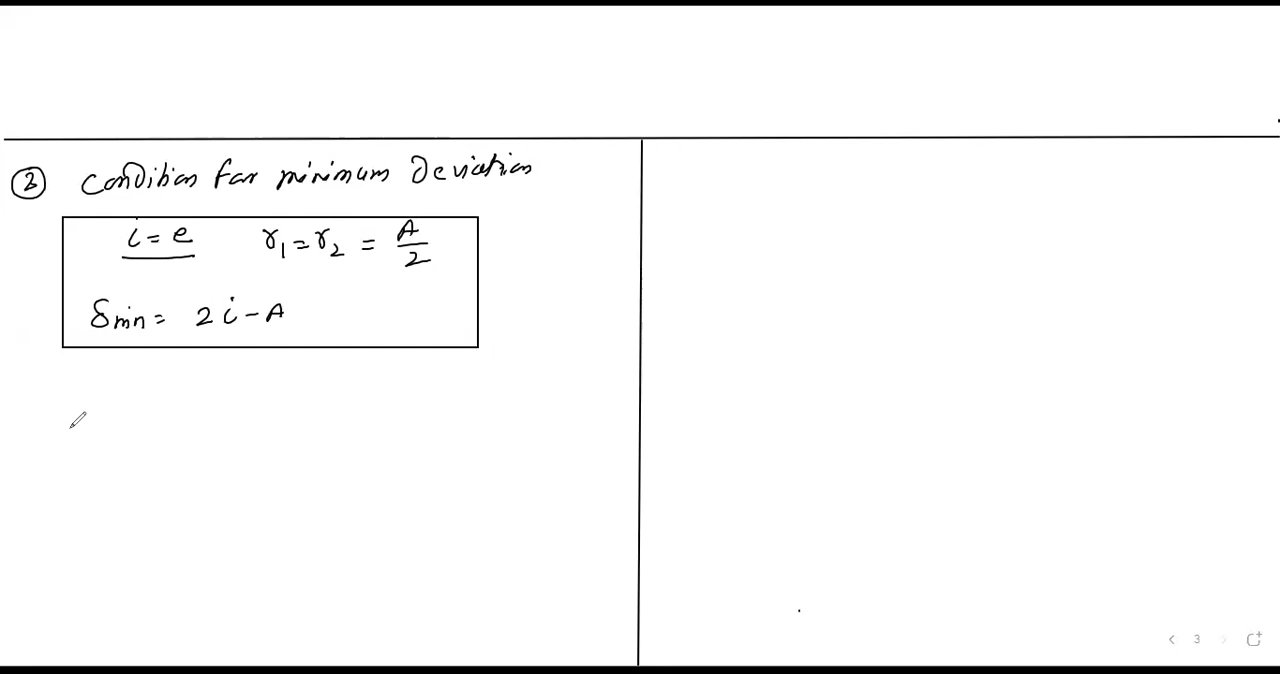 ③ Condition for minimum Deviation
i = e r₁ = r₂ = A/2
δmin = 2i - A
3